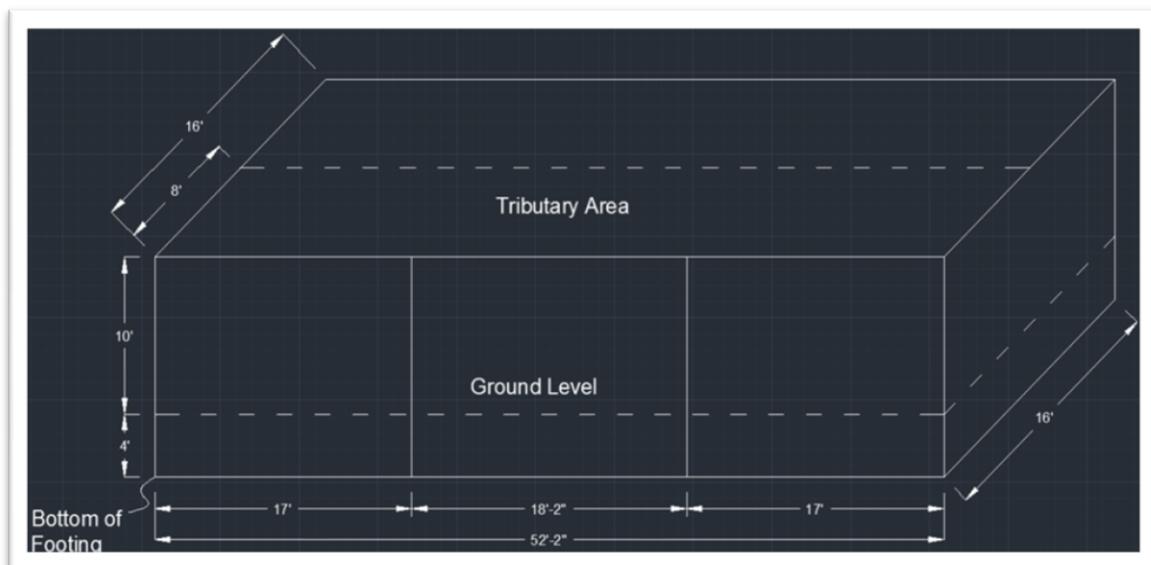 16'
8'
Tributary Area
10'
Ground Level
4'
16'
Bottom of
Footing
17'
18'-2"
17'
52'-2"